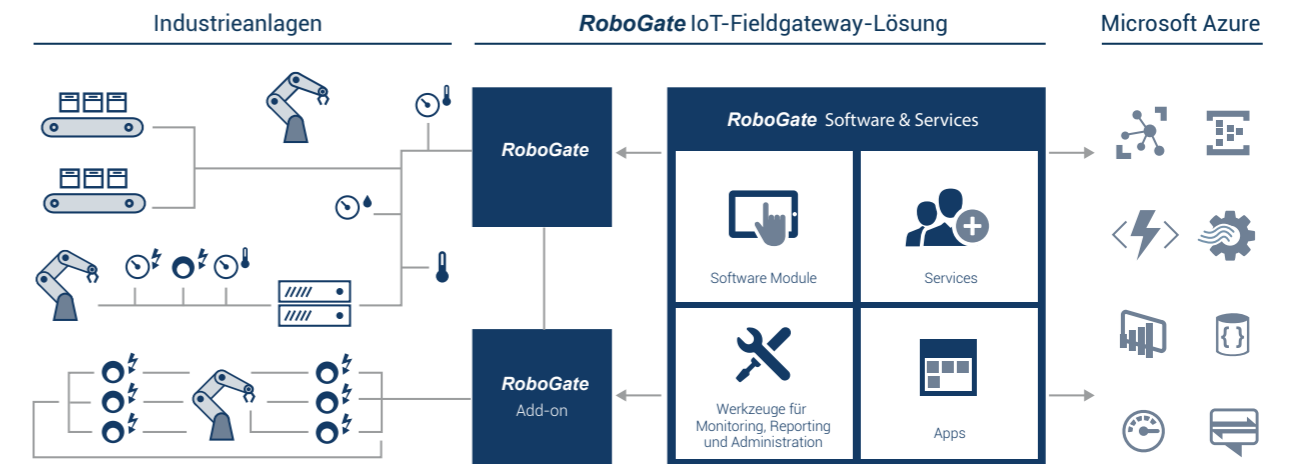 Industrieanlagen
RoboGate IoT-Fieldgateway-Lösung
Microsoft Azure
RoboGate
RoboGate Software & Services
Software Module
Services
RoboGate
Add-on
Werkzeuge für
Monitoring, Reporting
und Administration
Apps